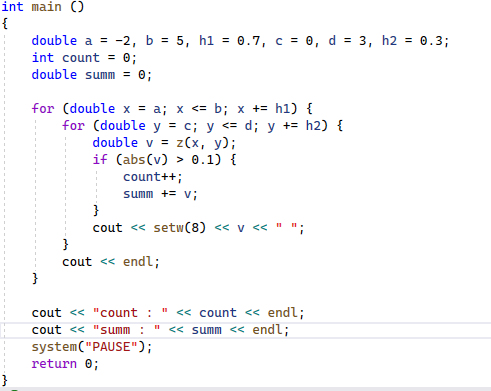 int main ()
{
    double a = -2, b = 5, h1 = 0.7, c = 0, d = 3, h2 = 0.3;
    int count = 0;
    double summ = 0;

    for (double x = a; x <= b; x += h1) {
        for (double y = c; y <= d; y += h2) {
            double v = z(x, y);
            if (abs(v) > 0.1) {
                count++;
                summ += v;
            }
            cout << setw(8) << v << " ";
        }
        cout << endl;
    }

    cout << "count : " << count << endl;
    cout << "summ : " << summ << endl;
    system("PAUSE");
    return 0;
}